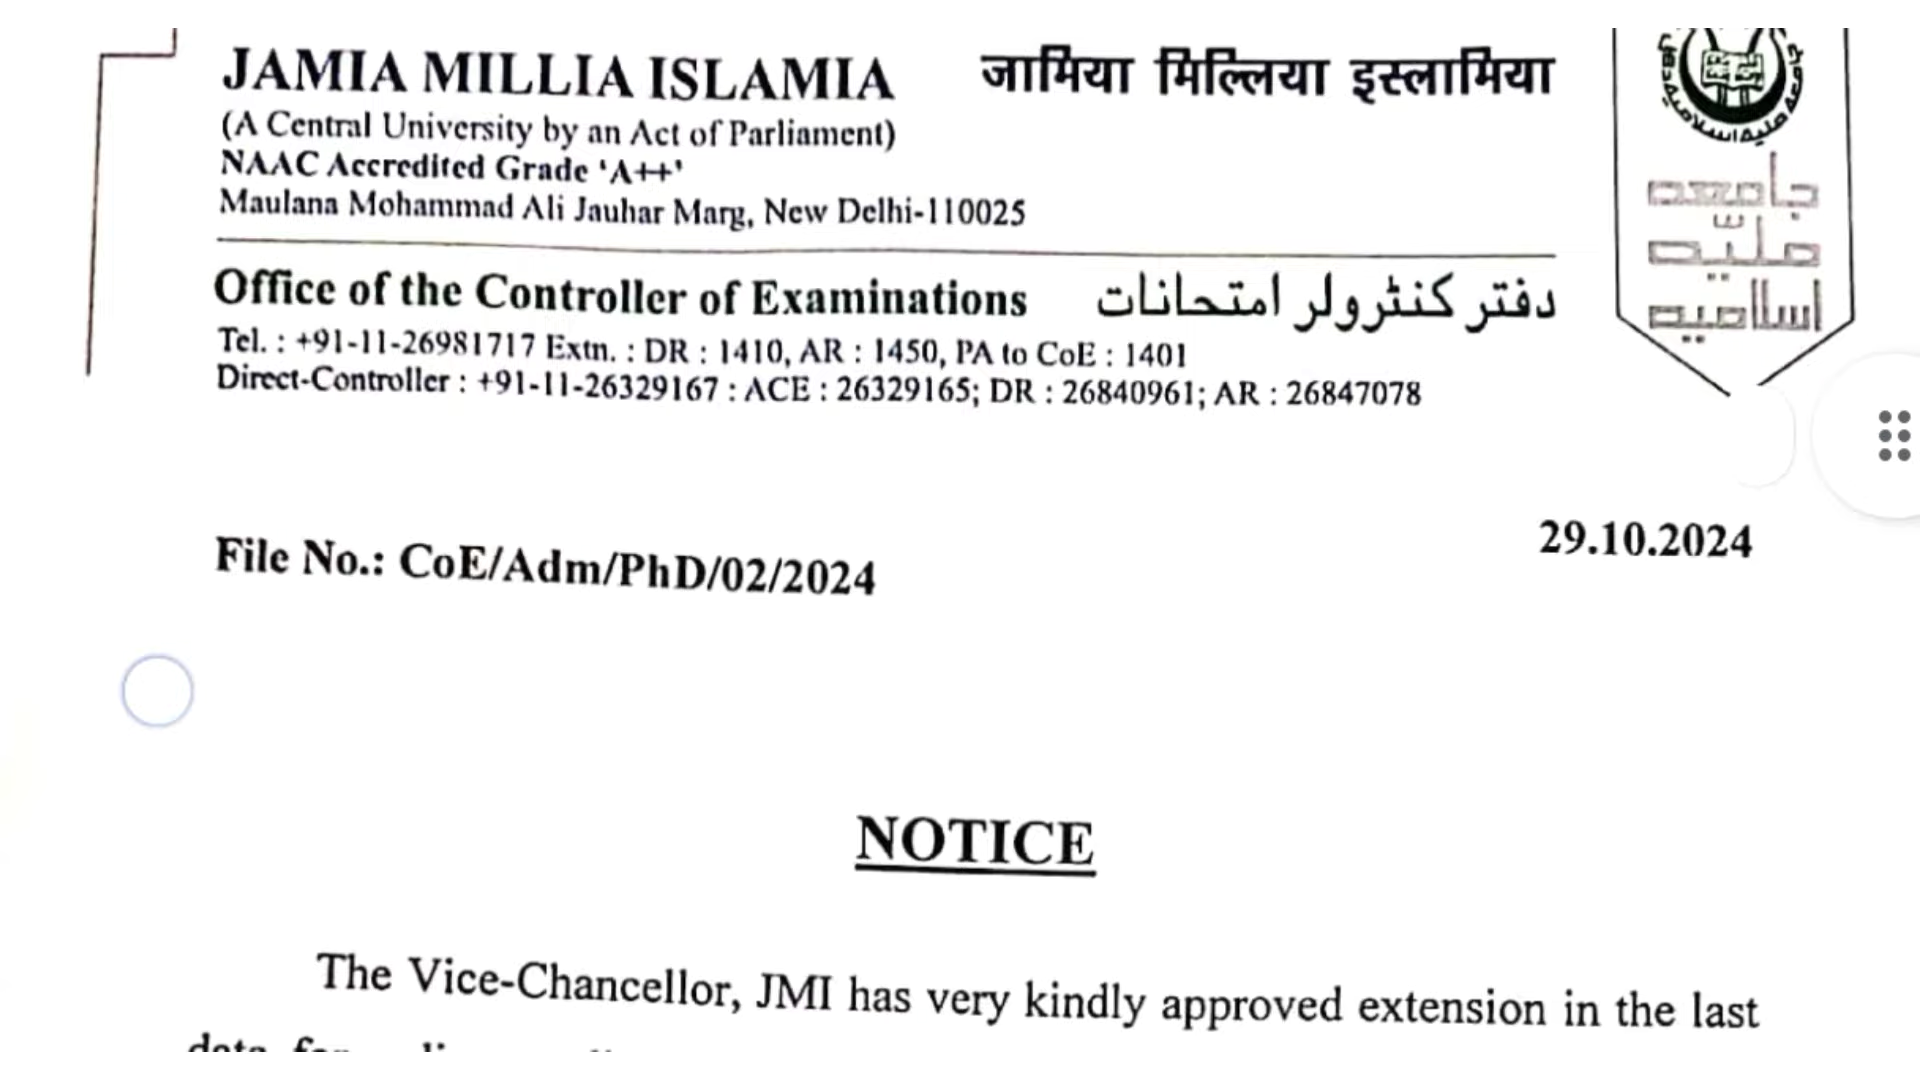 JAMIA MILLIA ISLAMIA जामिया मिल्लिया इस्लामिया
(A Central University by an Act of Parliament)
NAAC Accredited Grade 'A++'
Maulana Mohammad Ali Jauhar Marg, New Delhi-110025
جامعہ
ملیہ
اسلامیہ
Office of the Controller of Examinations دفتر کنٹرولر امتحانات
Tel. : +91-11-26981717 Extn. : DR : 1410, AR : 1450, PA to CoE : 1401
Direct-Controller : +91-11-26329167 : ACE : 26329165; DR : 26840961; AR : 26847078
File No.: CoE/Adm/PhD/02/2024
29.10.2024
NOTICE
The Vice-Chancellor, JMI has very kindly approved extension in the last